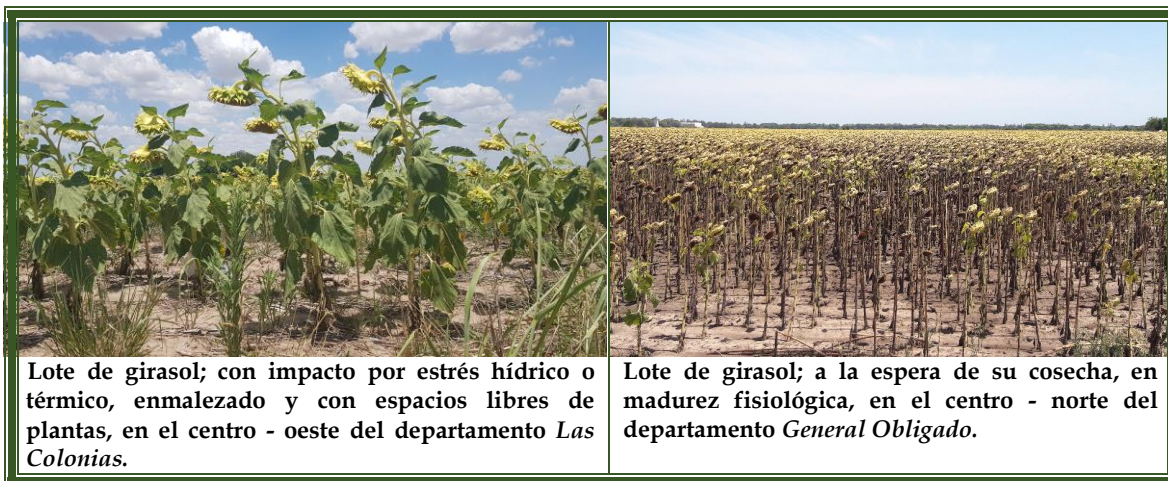 Lote de girasol; con impacto por estrés hídrico o
térmico, enmalezado y con espacios libres de
plantas, en el centro - oeste del departamento Las
Colonias.
Lote de girasol; a la espera de su cosecha, en
madurez fisiológica, en el centro - norte del
departamento General Obligado.